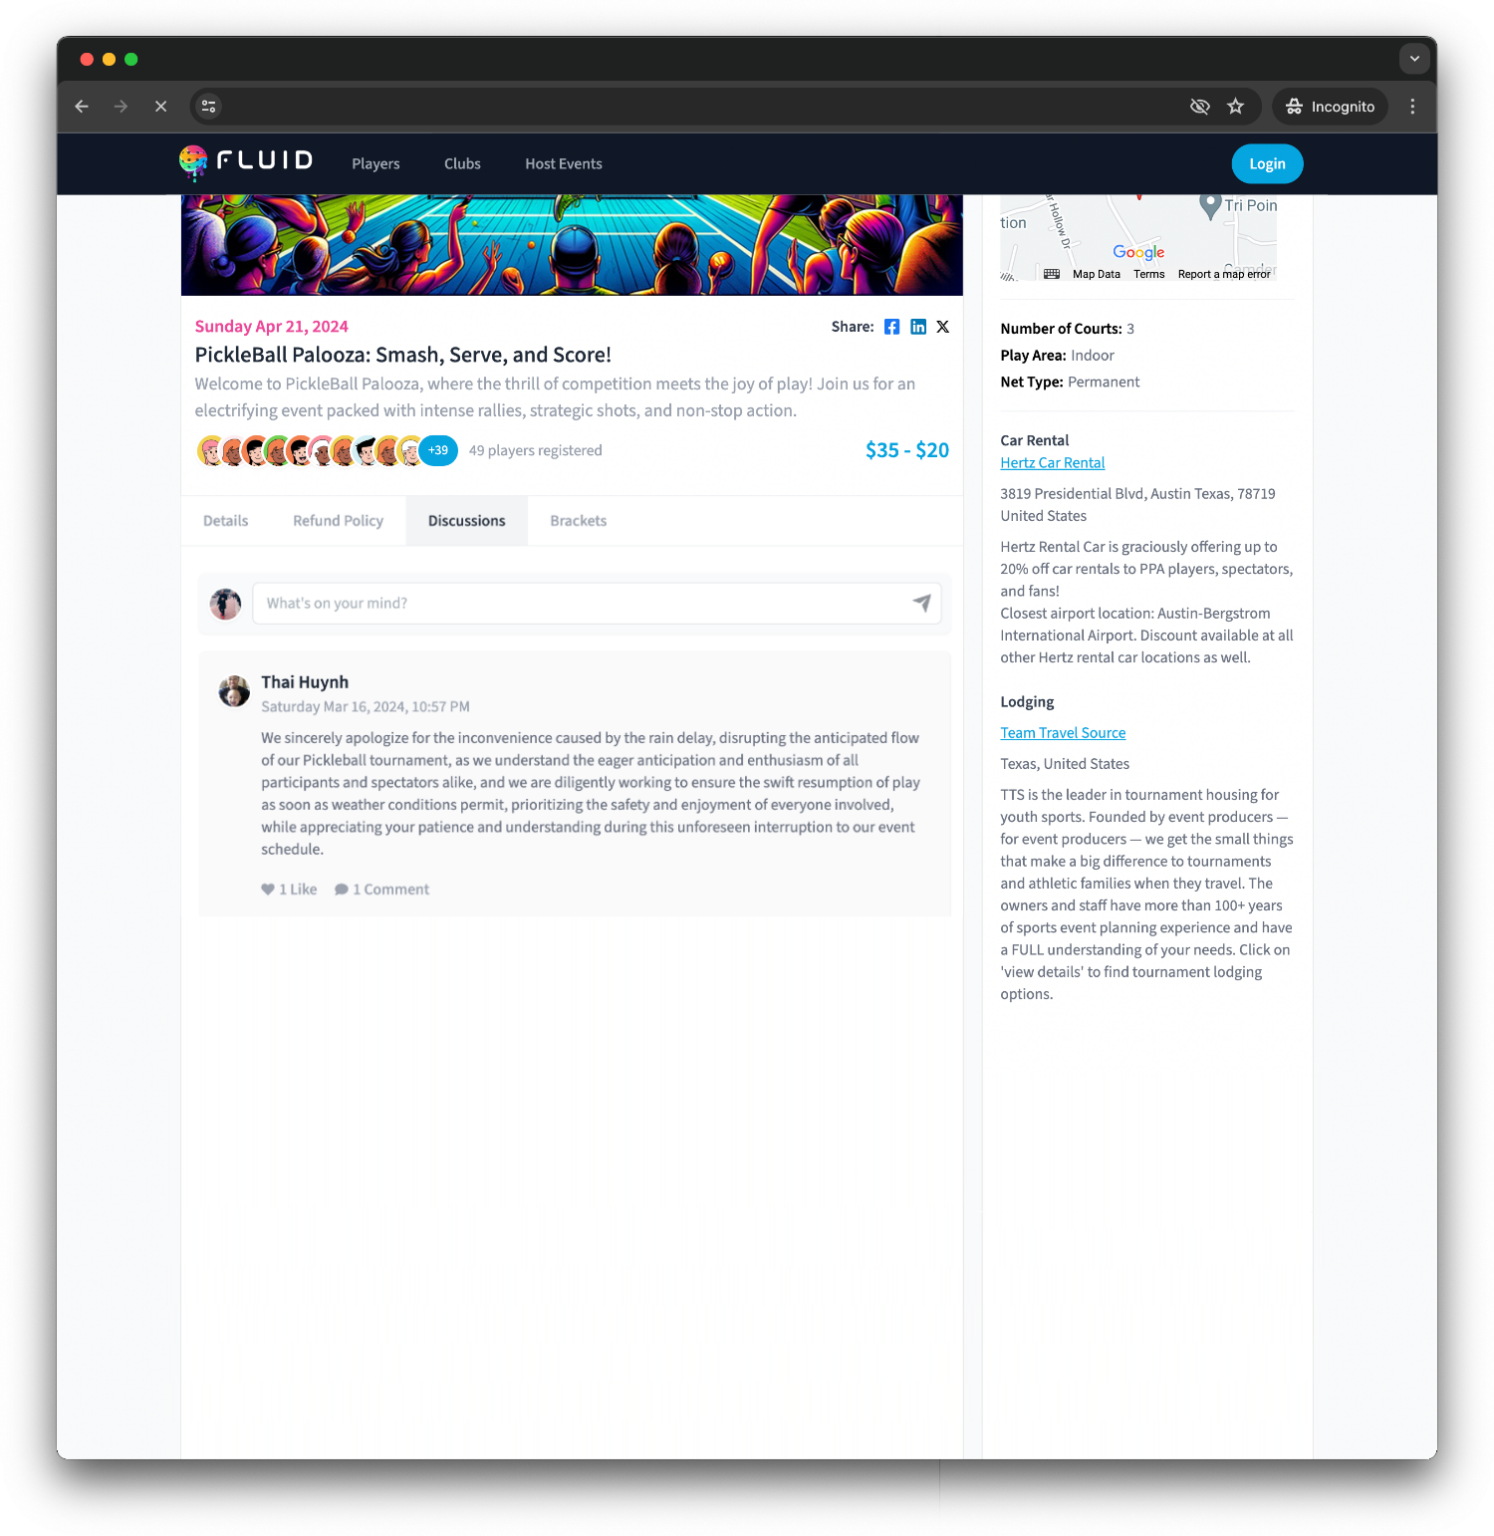 Incognito
FLUID
Players
Clubs
Host Events
Login
Sunday Apr 21, 2024
Share:
PickleBall Palooza: Smash, Serve, and Score!
Welcome to PickleBall Palooza, where the thrill of competition meets the joy of play! Join us for an
electrifying event packed with intense rallies, strategic shots, and non-stop action.
+39
49 players registered
$35 - $20
Details
Refund Policy
Discussions
Brackets
What's on your mind?
Thai Huynh
Saturday Mar 16, 2024, 10:57 PM
We sincerely apologize for the inconvenience caused by the rain delay, disrupting the anticipated flow
of our Pickleball tournament, as we understand the eager anticipation and enthusiasm of all
participants and spectators alike, and we are diligently working to ensure the swift resumption of play
as soon as weather conditions permit, prioritizing the safety and enjoyment of everyone involved,
while appreciating your patience and understanding during this unforeseen interruption to our event
schedule.
1 Like
1 Comment
Tri Poin
tion
r Hollow Dr
Google
Map Data
Terms
Report a map error
Number of Courts: 3
Play Area: Indoor
Net Type: Permanent
Car Rental
Hertz Car Rental
3819 Presidential Blvd, Austin Texas, 78719
United States
Hertz Rental Car is graciously offering up to
20% off car rentals to PPA players, spectators,
and fans!
Closest airport location: Austin-Bergstrom
International Airport. Discount available at all
other Hertz rental car locations as well.
Lodging
Team Travel Source
Texas, United States
TTS is the leader in tournament housing for
youth sports. Founded by event producers —
for event producers — we get the small things
that make a big difference to tournaments
and athletic families when they travel. The
owners and staff have more than 100+ years
of sports event planning experience and have
a FULL understanding of your needs. Click on
'view details' to find tournament lodging
options.